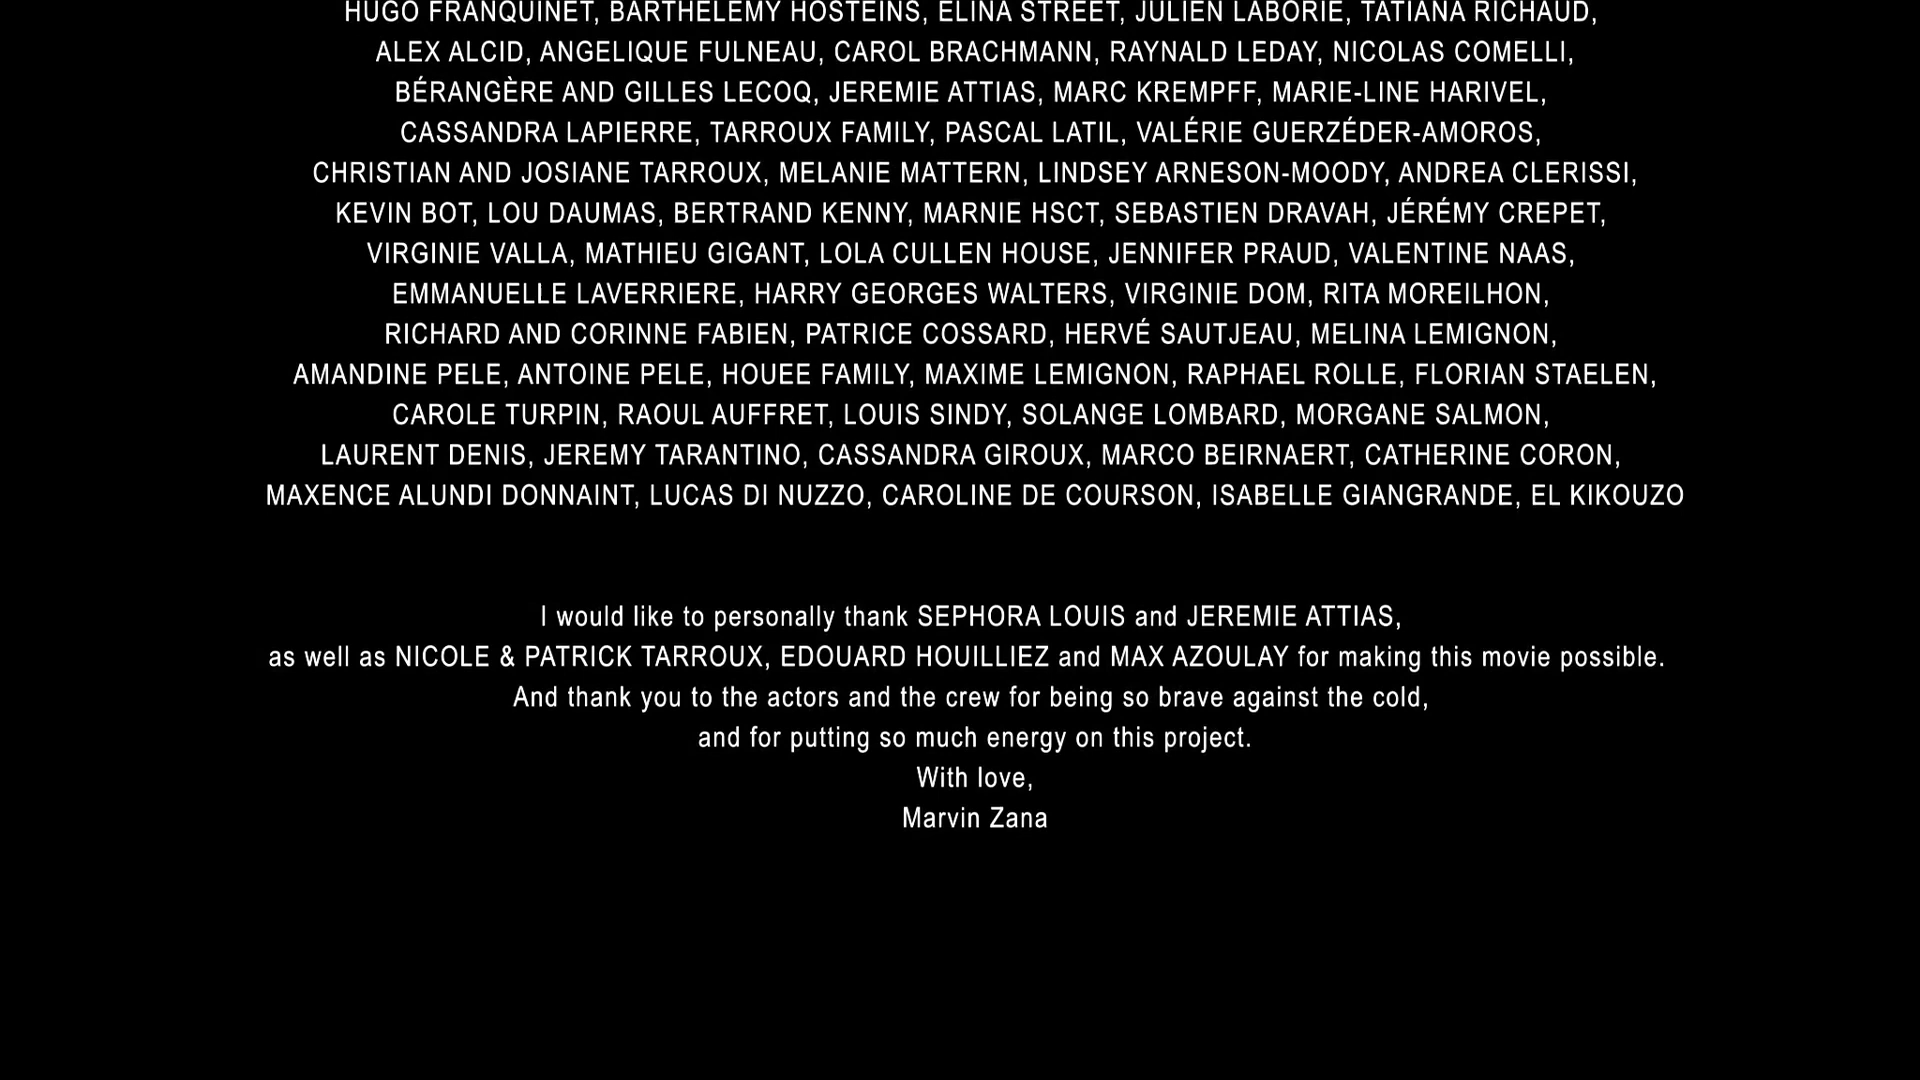 HUGO FRANQUINET, BARTHELEMY HOSTEINS, ELINA STREET, JULIEN LABORIE, TATIANA RICHAUD,
ALEX ALCID, ANGELIQUE FULNEAU, CAROL BRACHMANN, RAYNALD LEDAY, NICOLAS COMELLI,
BÉRANGÈRE AND GILLES LECOQ, JEREMIE ATTIAS, MARC KREMPFF, MARIE-LINE HARIVEL,
CASSANDRA LAPIERRE, TARROUX FAMILY, PASCAL LATIL, VALÉRIE GUERZÉDER-AMOROS,
CHRISTIAN AND JOSIANE TARROUX, MELANIE MATTERN, LINDSEY ARNESON-MOODY, ANDREA CLERISSI,
KEVIN BOT, LOU DAUMAS, BERTRAND KENNY, MARNIE HSCT, SEBASTIEN DRAVAH, JÉRÉMY CREPET,
VIRGINIE VALLA, MATHIEU GIGANT, LOLA CULLEN HOUSE, JENNIFER PRAUD, VALENTINE NAAS,
EMMANUELLE LAVERRIERE, HARRY GEORGES WALTERS, VIRGINIE DOM, RITA MOREILHON,
RICHARD AND CORINNE FABIEN, PATRICE COSSARD, HERVÉ SAUTJEAU, MELINA LEMIGNON,
AMANDINE PELE, ANTOINE PELE, HOUEE FAMILY, MAXIME LEMIGNON, RAPHAEL ROLLE, FLORIAN STAELEN,
CAROLE TURPIN, RAOUL AUFFRET, LOUIS SINDY, SOLANGE LOMBARD, MORGANE SALMON,
LAURENT DENIS, JEREMY TARANTINO, CASSANDRA GIROUX, MARCO BEIRNAERT, CATHERINE CORON,
MAXENCE ALUNDI DONNAINT, LUCAS DI NUZZO, CAROLINE DE COURSON, ISABELLE GIANGRANDE, EL KIKOUZO
I would like to personally thank SEPHORA LOUIS and JEREMIE ATTIAS,
as well as NICOLE & PATRICK TARROUX, EDOUARD HOUILLIEZ and MAX AZOULAY for making this movie possible.
And thank you to the actors and the crew for being so brave against the cold,
and for putting so much energy on this project.
With love,
Marvin Zana